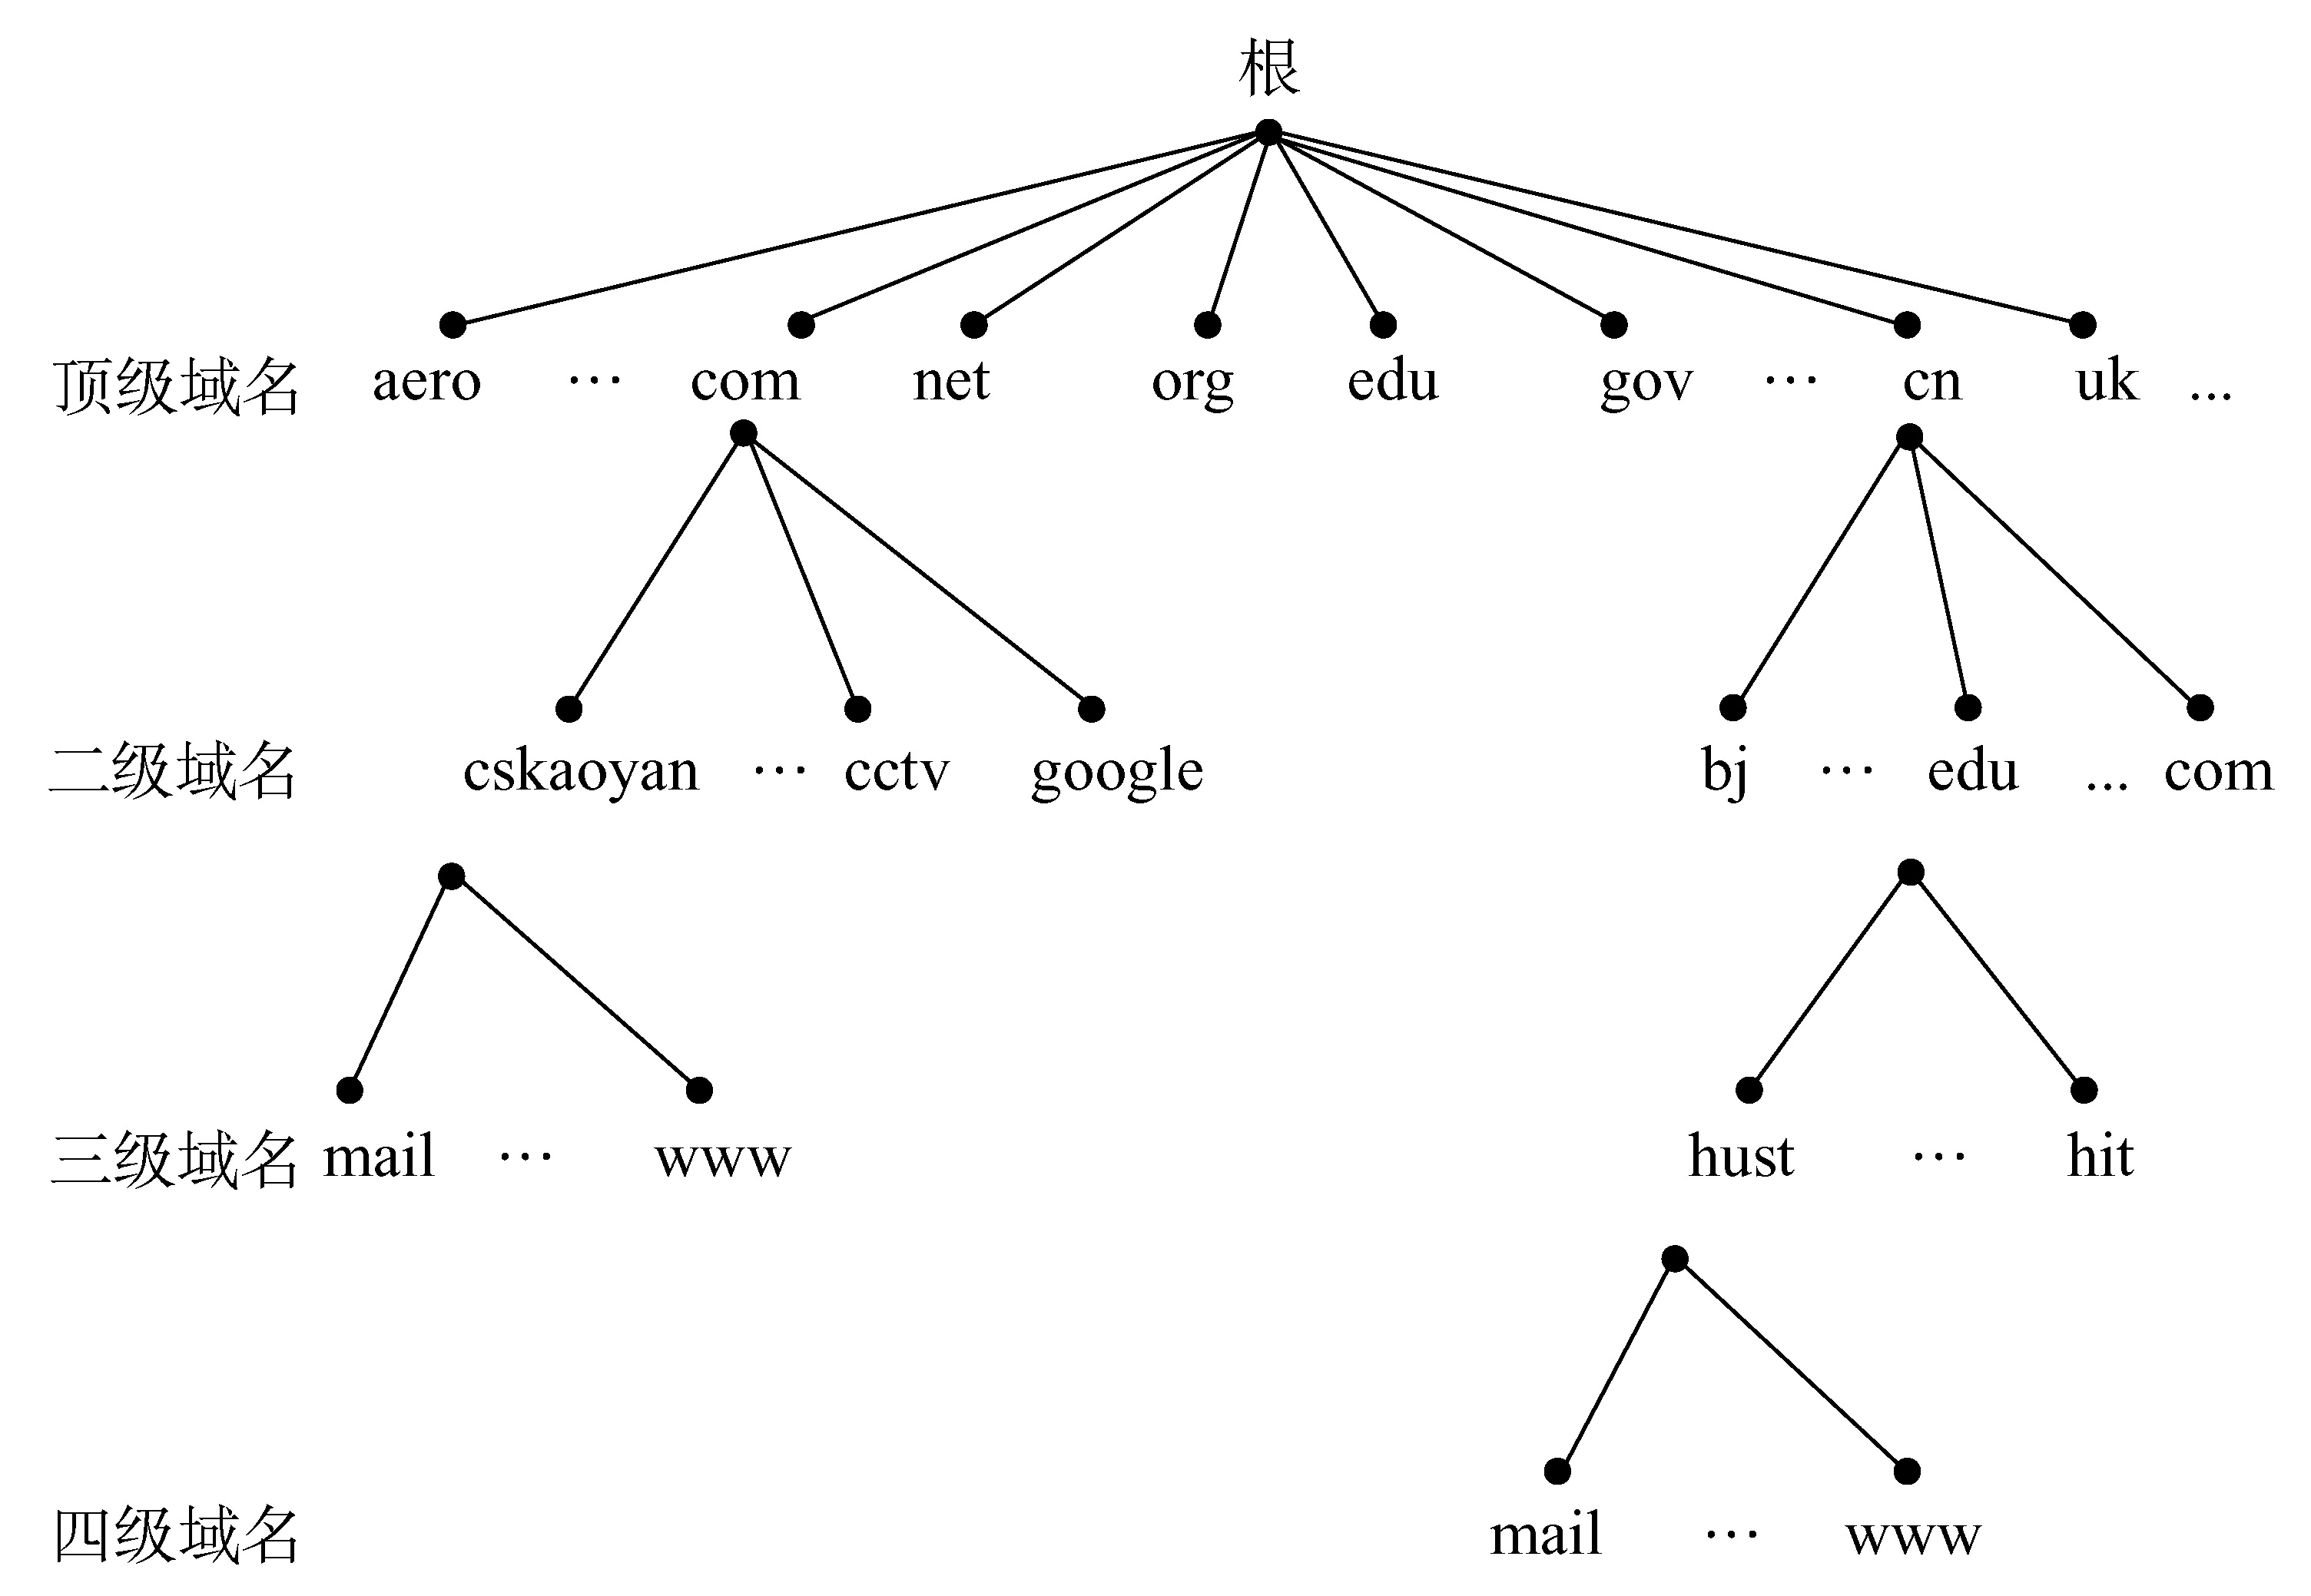 根
顶级域名 aero … com net org edu gov … cn uk ...
二级域名 cskaoyan … cctv google bj … edu ... com
三级域名 mail … www hust … hit
四级域名 mail … www